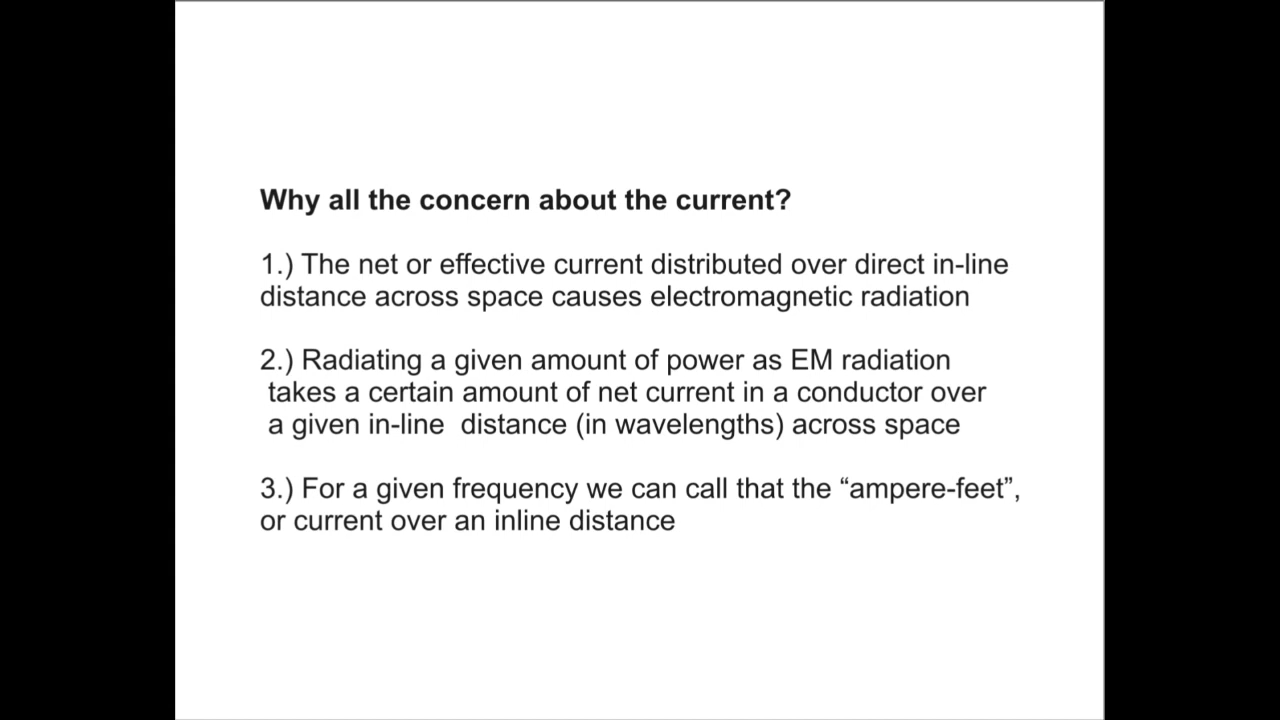 Why all the concern about the current?
1.) The net or effective current distributed over direct in-line
distance across space causes electromagnetic radiation
2.) Radiating a given amount of power as EM radiation
takes a certain amount of net current in a conductor over
a given in-line  distance (in wavelengths) across space
3.) For a given frequency we can call that the “ampere-feet”,
or current over an inline distance